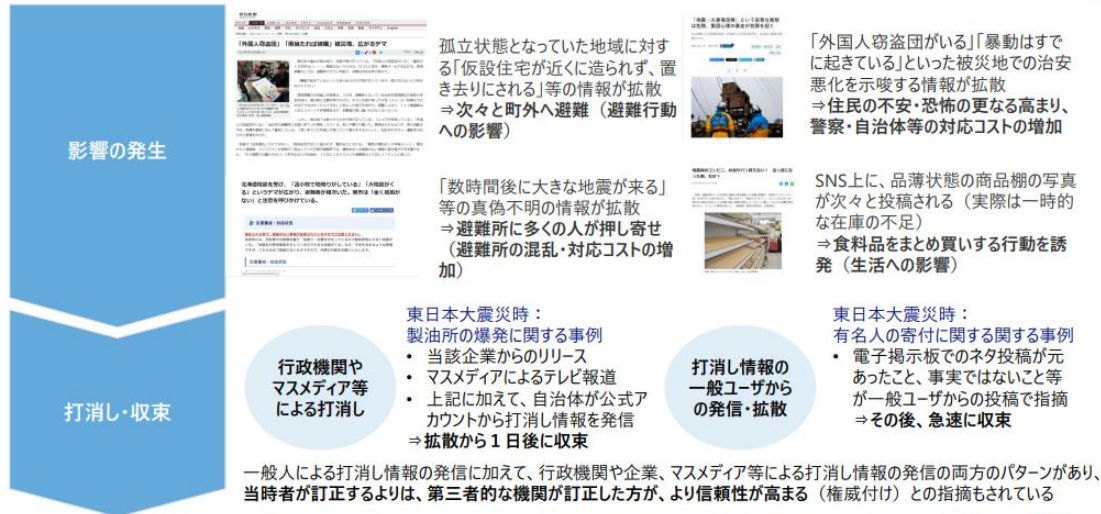 影響の発生
「外国人窃盗団」「雨当たれば被曝」被災地、広がるデマ
孤立状態となっていた地域に対す
る「仮設住宅が近くに造られず、置
き去りにされる」等の情報が拡散
⇒次々と町外へ避難（避難行動
への影響）
「外国人窃盗団がいる」「暴動はすで
に起きている」といった被災地での治安
悪化を示唆する情報が拡散
⇒住民の不安・恐怖の更なる高まり、
警察・自治体等の対応コストの増加
「数時間後に大きな地震が来る」
等の真偽不明の情報が拡散
⇒避難所に多くの人が押し寄せ
（避難所の混乱・対応コストの増
加）
SNS上に、品薄状態の商品棚の写真
が次々と投稿される（実際は一時的
な在庫の不足）
⇒食料品をまとめ買いする行動を誘
発（生活への影響）
打消し・収束
行政機関や
マスメディア等
による打消し
東日本大震災時：
製油所の爆発に関する事例
• 当該企業からのリリース
• マスメディアによるテレビ報道
• 上記に加えて、自治体が公式ア
カウントから打消し情報を発信
⇒拡散から１日後に収束
打消し情報の
一般ユーザから
の発信・拡散
東日本大震災時：
有名人の寄付に関する関する事例
• 電子掲示板でのネタ投稿が元
あったこと、事実ではないこと等
が一般ユーザからの投稿で指摘
⇒その後、急速に収束
一般人による打消し情報の発信に加えて、行政機関や企業、マスメディア等による打消し情報の発信の両方のパターンがあり、
当時者が訂正するよりは、第三者的な機関が訂正した方が、より信頼性が高まる（権威付け）との指摘もされている